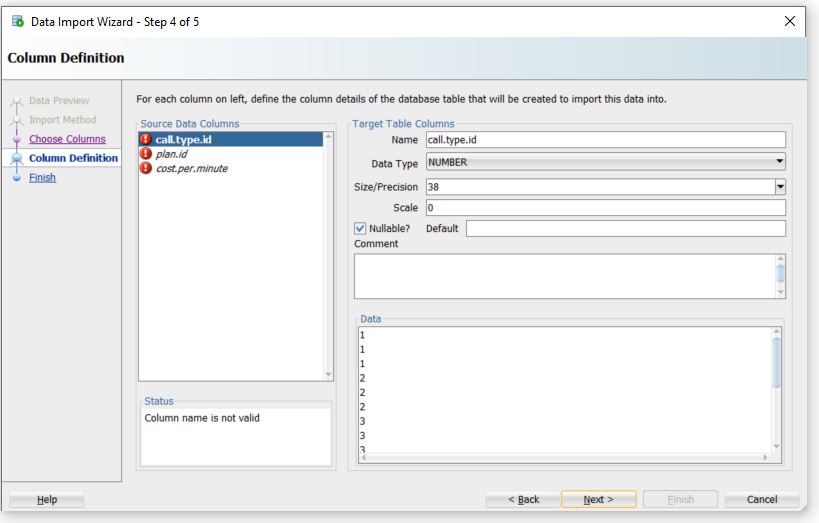 Data Import Wizard - Step 4 of 5
Column Definition
Data Preview
Import Method
Choose Columns
Column Definition
Finish
For each column on left, define the column details of the database table that will be created to import this data into.
Source Data Columns
call.type.id
plan.id
cost.per.minute
Status
Column name is not valid
Target Table Columns
Name call.type.id
Data Type NUMBER
Size/Precision 38
Scale 0
Nullable? Default
Comment
Data
1
1
1
2
2
2
3
3
3
Help
< Back Next > Finish Cancel